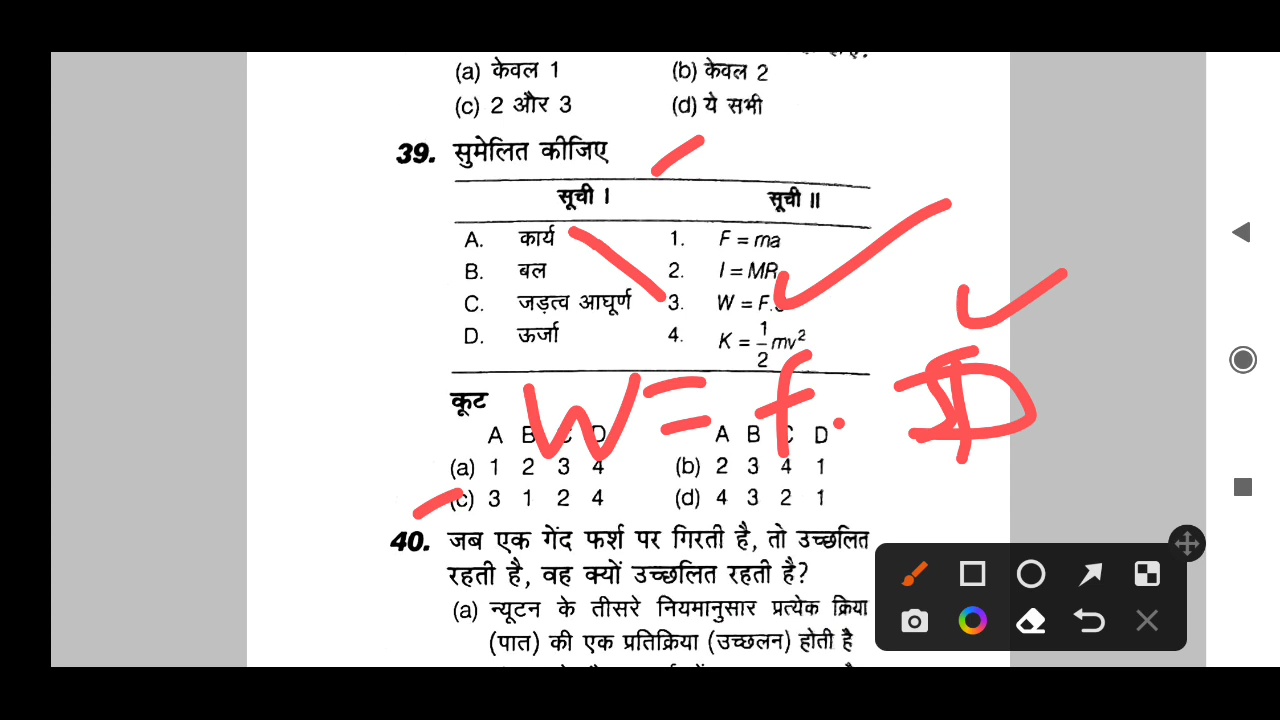 (a) केवल 1 (b) केवल 2
(c) 2 और 3 (d) ये सभी
39. सुमेलित कीजिए
सूची I सूची II
A. कार्य 1. F = ma
B. बल 2. I = MR
C. जड़त्व आघूर्ण 3. W = F.
D. ऊर्जा 4. K = 1/2 mv²
कूट
W = f. D
A B C D A B C D
(a) 1 2 3 4 (b) 2 3 4 1
(c) 3 1 2 4 (d) 4 3 2 1
40. जब एक गेंद फर्श पर गिरती है, तो उच्छलित
रहती है, वह क्यों उच्छलित रहती है?
(a) न्यूटन के तीसरे नियमानुसार प्रत्येक क्रिया
(पात) की एक प्रतिक्रिया (उच्छलन) होती है